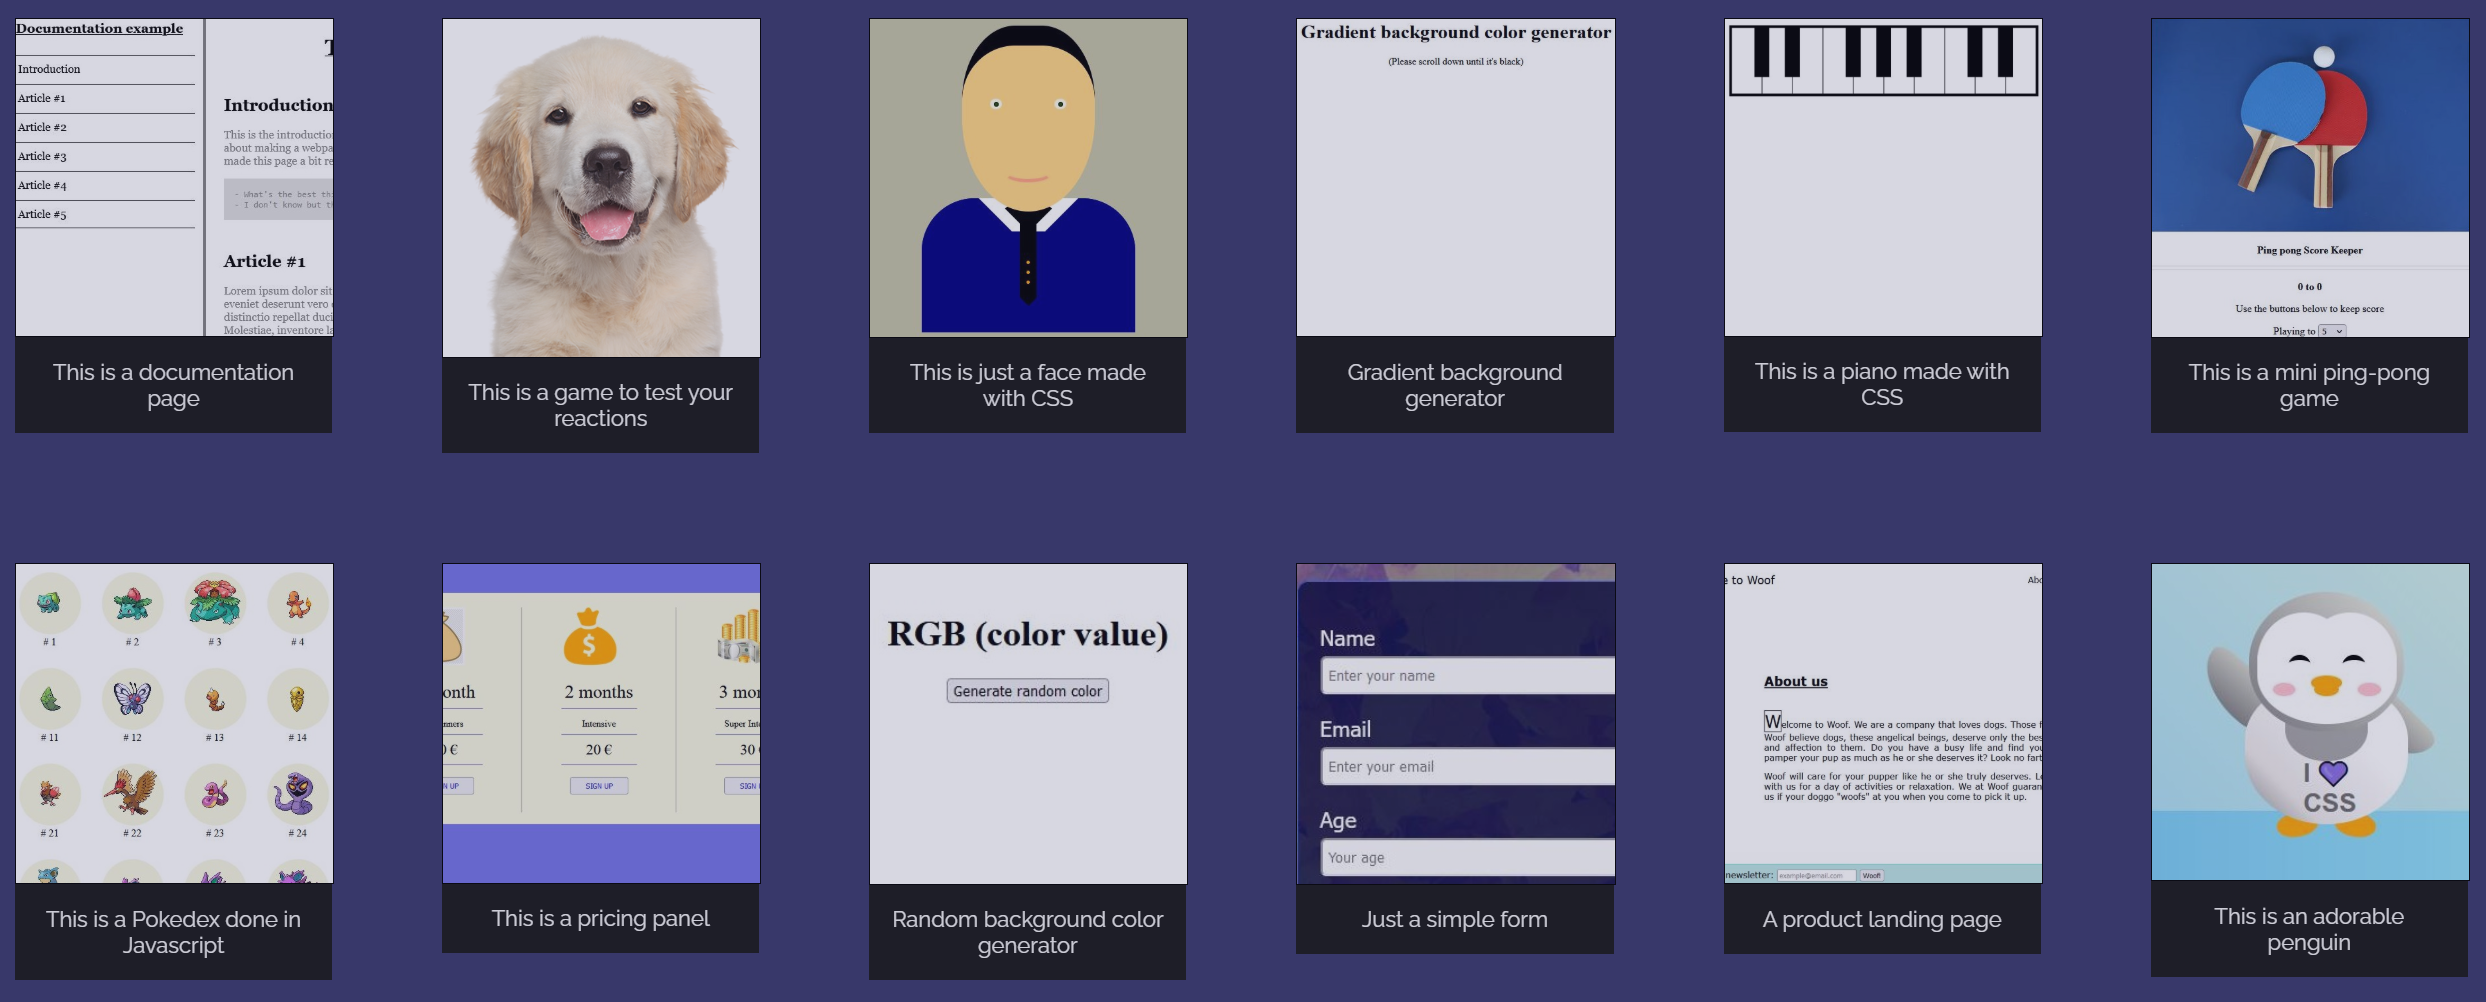 Documentation example
Introduction
Article #1
Article #2
Article #3
Article #4
Article #5
Introduction
This is the introduction
about making a webpa
made this page a bit re
- What's the best thi
- I don't know but th
Article #1
Lorem ipsum dolor sit
eveniet deserunt vero
distinctio repellat duci
Molestiae, inventore la
This is a documentation
page
This is a game to test your
reactions
This is just a face made
with CSS
Gradient background color generator
(Please scroll down until it's black)
Gradient background
generator
This is a piano made with
CSS
Ping pong Score Keeper
0 to 0
Use the buttons below to keep score
Playing to 5
This is a mini ping-pong
game
# 1
# 2
# 3
# 4
# 11
# 12
# 13
# 14
# 21
# 22
# 23
# 24
This is a Pokedex done in
Javascript
onth
nners
€
N UP
2 months
Intensive
20 €
SIGN UP
3 mon
Super Inte
30
SIGN
This is a pricing panel
RGB (color value)
Generate random color
Random background color
generator
Name
Enter your name
Email
Enter your email
Age
Your age
Just a simple form
e to Woof
Abo
About us
Welcome to Woof. We are a company that loves dogs. Those f
Woof believe dogs, these angelical beings, deserve only the bes
and affection to them. Do you have a busy life and find you
pamper your pup as much as he or she deserves it? Look no fart
Woof will care for your pupper like he or she truly deserves. L
with us for a day of activities or relaxation. We at Woof guaran
us if your doggo "woofs" at you when you come to pick it up.
newsletter: example@email.com Woof!
A product landing page
I
CSS
This is an adorable
penguin